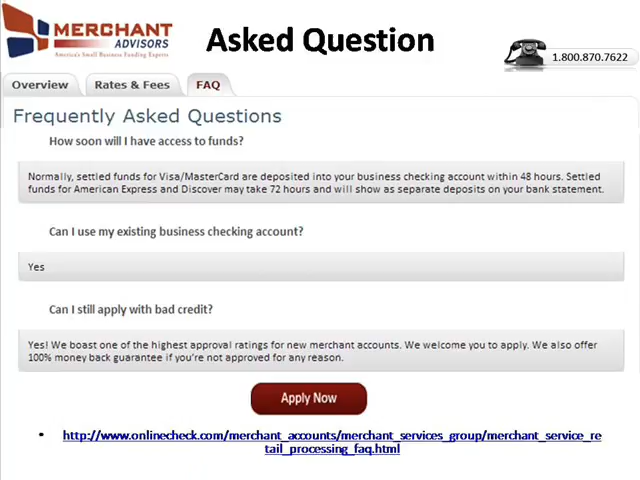 MERCHANT
ADVISORS
America's Small Business Funding Experts
Asked Question
1.800.870.7622
Overview
Rates & Fees
FAQ
Frequently Asked Questions
How soon will I have access to funds?
Normally, settled funds for Visa/MasterCard are deposited into your business checking account within 48 hours. Settled
funds for American Express and Discover may take 72 hours and will show as separate deposits on your bank statement.
Can I use my existing business checking account?
Yes
Can I still apply with bad credit?
Yes! We boast one of the highest approval ratings for new merchant accounts. We welcome you to apply. We also offer
100% money back guarantee if you're not approved for any reason.
Apply Now
• http://www.onlinecheck.com/merchant_accounts/merchant_services_group/merchant_service_re
tail_processing_faq.html